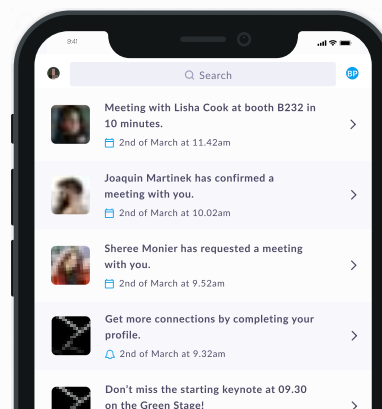 9:41
Search
BP
Meeting with Lisha Cook at booth B232 in
10 minutes.
2nd of March at 11.42am
Joaquin Martinek has confirmed a
meeting with you.
2nd of March at 10.02am
Sheree Monier has requested a meeting
with you.
2nd of March at 9.52am
Get more connections by completing your
profile.
2nd of March at 9.32am
Don't miss the starting keynote at 09.30
on the Green Stage!